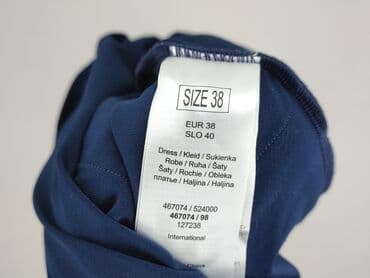 SIZE 38
EUR 38
SLO 40
Dress / Kleid / Sukienka
Robe / Ruha / Šaty
Šaty / Rochie / Obleka
платье / Haljina / Haljina
467074 / 524000
467074 / 98
127238
International